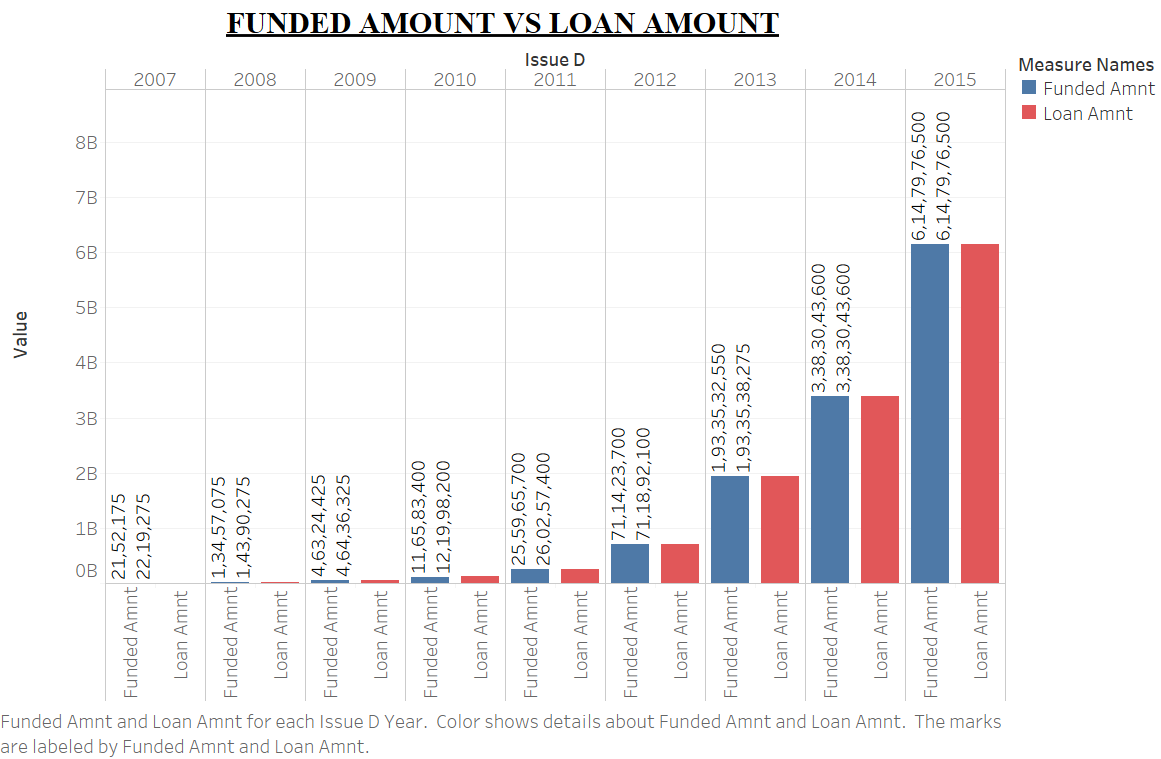 FUNDED AMOUNT VS LOAN AMOUNT
Issue D
2007 2008 2009 2010 2011 2012 2013 2014 2015
Measure Names
Funded Amnt
Loan Amnt
Value
8B
7B
6B
5B
4B
3B
2B
1B
0B
21,52,175
22,19,275
1,34,57,075
1,43,90,275
4,63,24,425
4,64,36,325
11,65,83,400
12,19,98,200
25,59,65,700
26,02,57,400
71,14,23,700
71,18,92,100
1,93,35,32,550
1,93,35,38,275
3,38,30,43,600
3,38,30,43,600
6,14,79,76,500
6,14,79,76,500
Funded Amnt
Loan Amnt
Funded Amnt
Loan Amnt
Funded Amnt
Loan Amnt
Funded Amnt
Loan Amnt
Funded Amnt
Loan Amnt
Funded Amnt
Loan Amnt
Funded Amnt
Loan Amnt
Funded Amnt
Loan Amnt
Funded Amnt
Loan Amnt
Funded Amnt and Loan Amnt for each Issue D Year. Color shows details about Funded Amnt and Loan Amnt. The marks
are labeled by Funded Amnt and Loan Amnt.